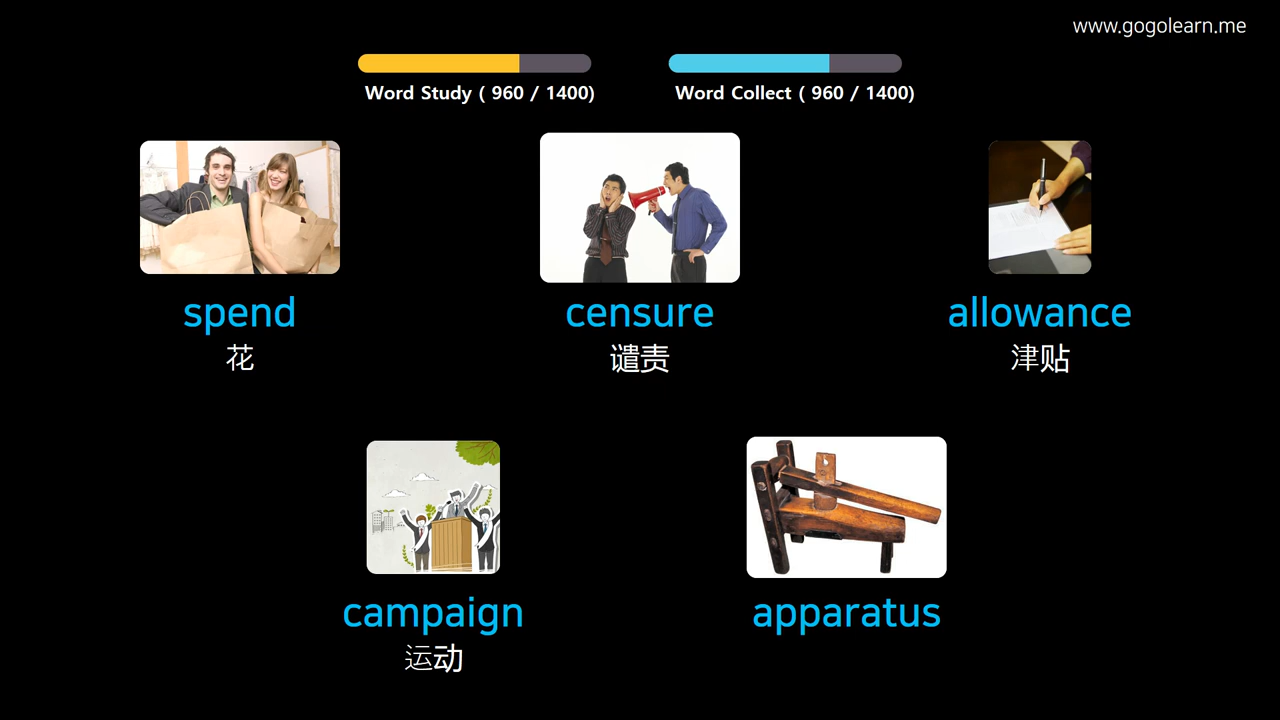 www.gogolearn.me
Word Study ( 960 / 1400)
Word Collect ( 960 / 1400)
spend
花
censure
谴责
allowance
津贴
campaign
运动
apparatus